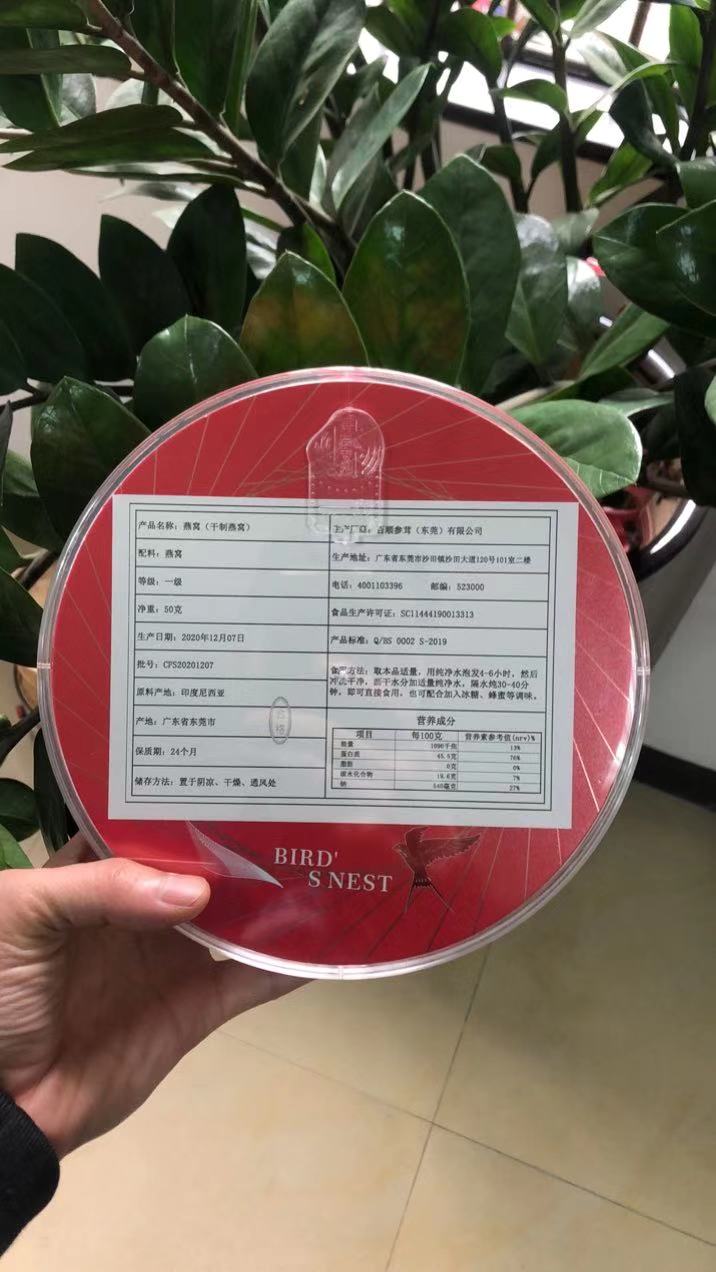 产品名称：燕窝（干制燕窝）
配料：燕窝
等级：一级
净重：50克
生产日期：2020年12月07日
批号：CFS20201207
原料产地：印度尼西亚
产地：广东省东莞市
保质期：24个月
储存方法：置于阴凉、干燥、通风处
合格
生产厂商：吉顺参茸（东莞）有限公司
生产地址：广东省东莞市沙田镇沙田大道120号101室二楼
电话：4001103396 邮编：523000
食品生产许可证：SC11444190013313
产品标准：Q/HS 0002 S-2019
食用方法：取本品适量，用纯净水泡发4-6小时，然后
冲洗干净，沥干水分加适量纯净水，隔水炖30-40分
钟，即可直接食用，也可配合加入冰糖、蜂蜜等调味。
营养成分
项目 每100克 营养素参考值(nrv)%
能量 1090千焦 13%
蛋白质 45.5克 76%
脂肪 0克 0%
碳水化合物 19.6克 7%
钠 540毫克 27%
BIRD'
S NEST